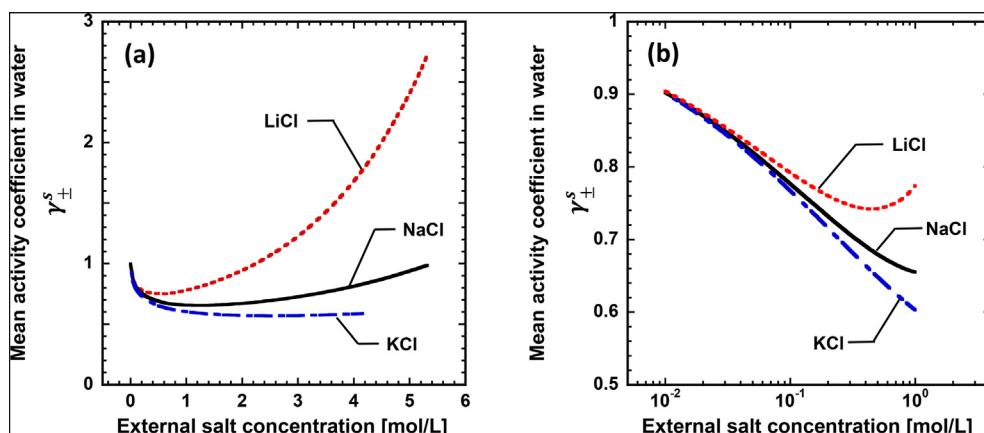 (a)
Mean activity coefficient in water
γ±ˢ
3
2
1
0
LiCl
NaCl
KCl
0 1 2 3 4 5 6
External salt concentration [mol/L]
(b)
Mean activity coefficient in water
γ±ˢ
1
0.9
0.8
0.7
0.6
0.5
LiCl
NaCl
KCl
10⁻² 10⁻¹ 10⁰
External salt concentration [mol/L]